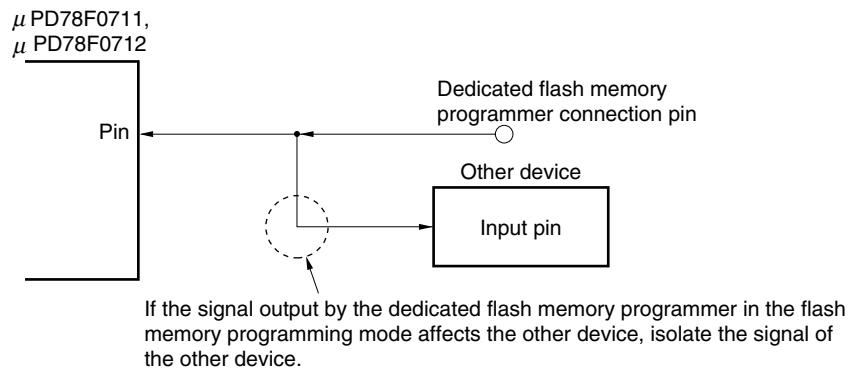 μ PD78F0711,
μ PD78F0712
Dedicated flash memory
programmer connection pin
Pin
Other device
Input pin
If the signal output by the dedicated flash memory programmer in the flash
memory programming mode affects the other device, isolate the signal of
the other device.